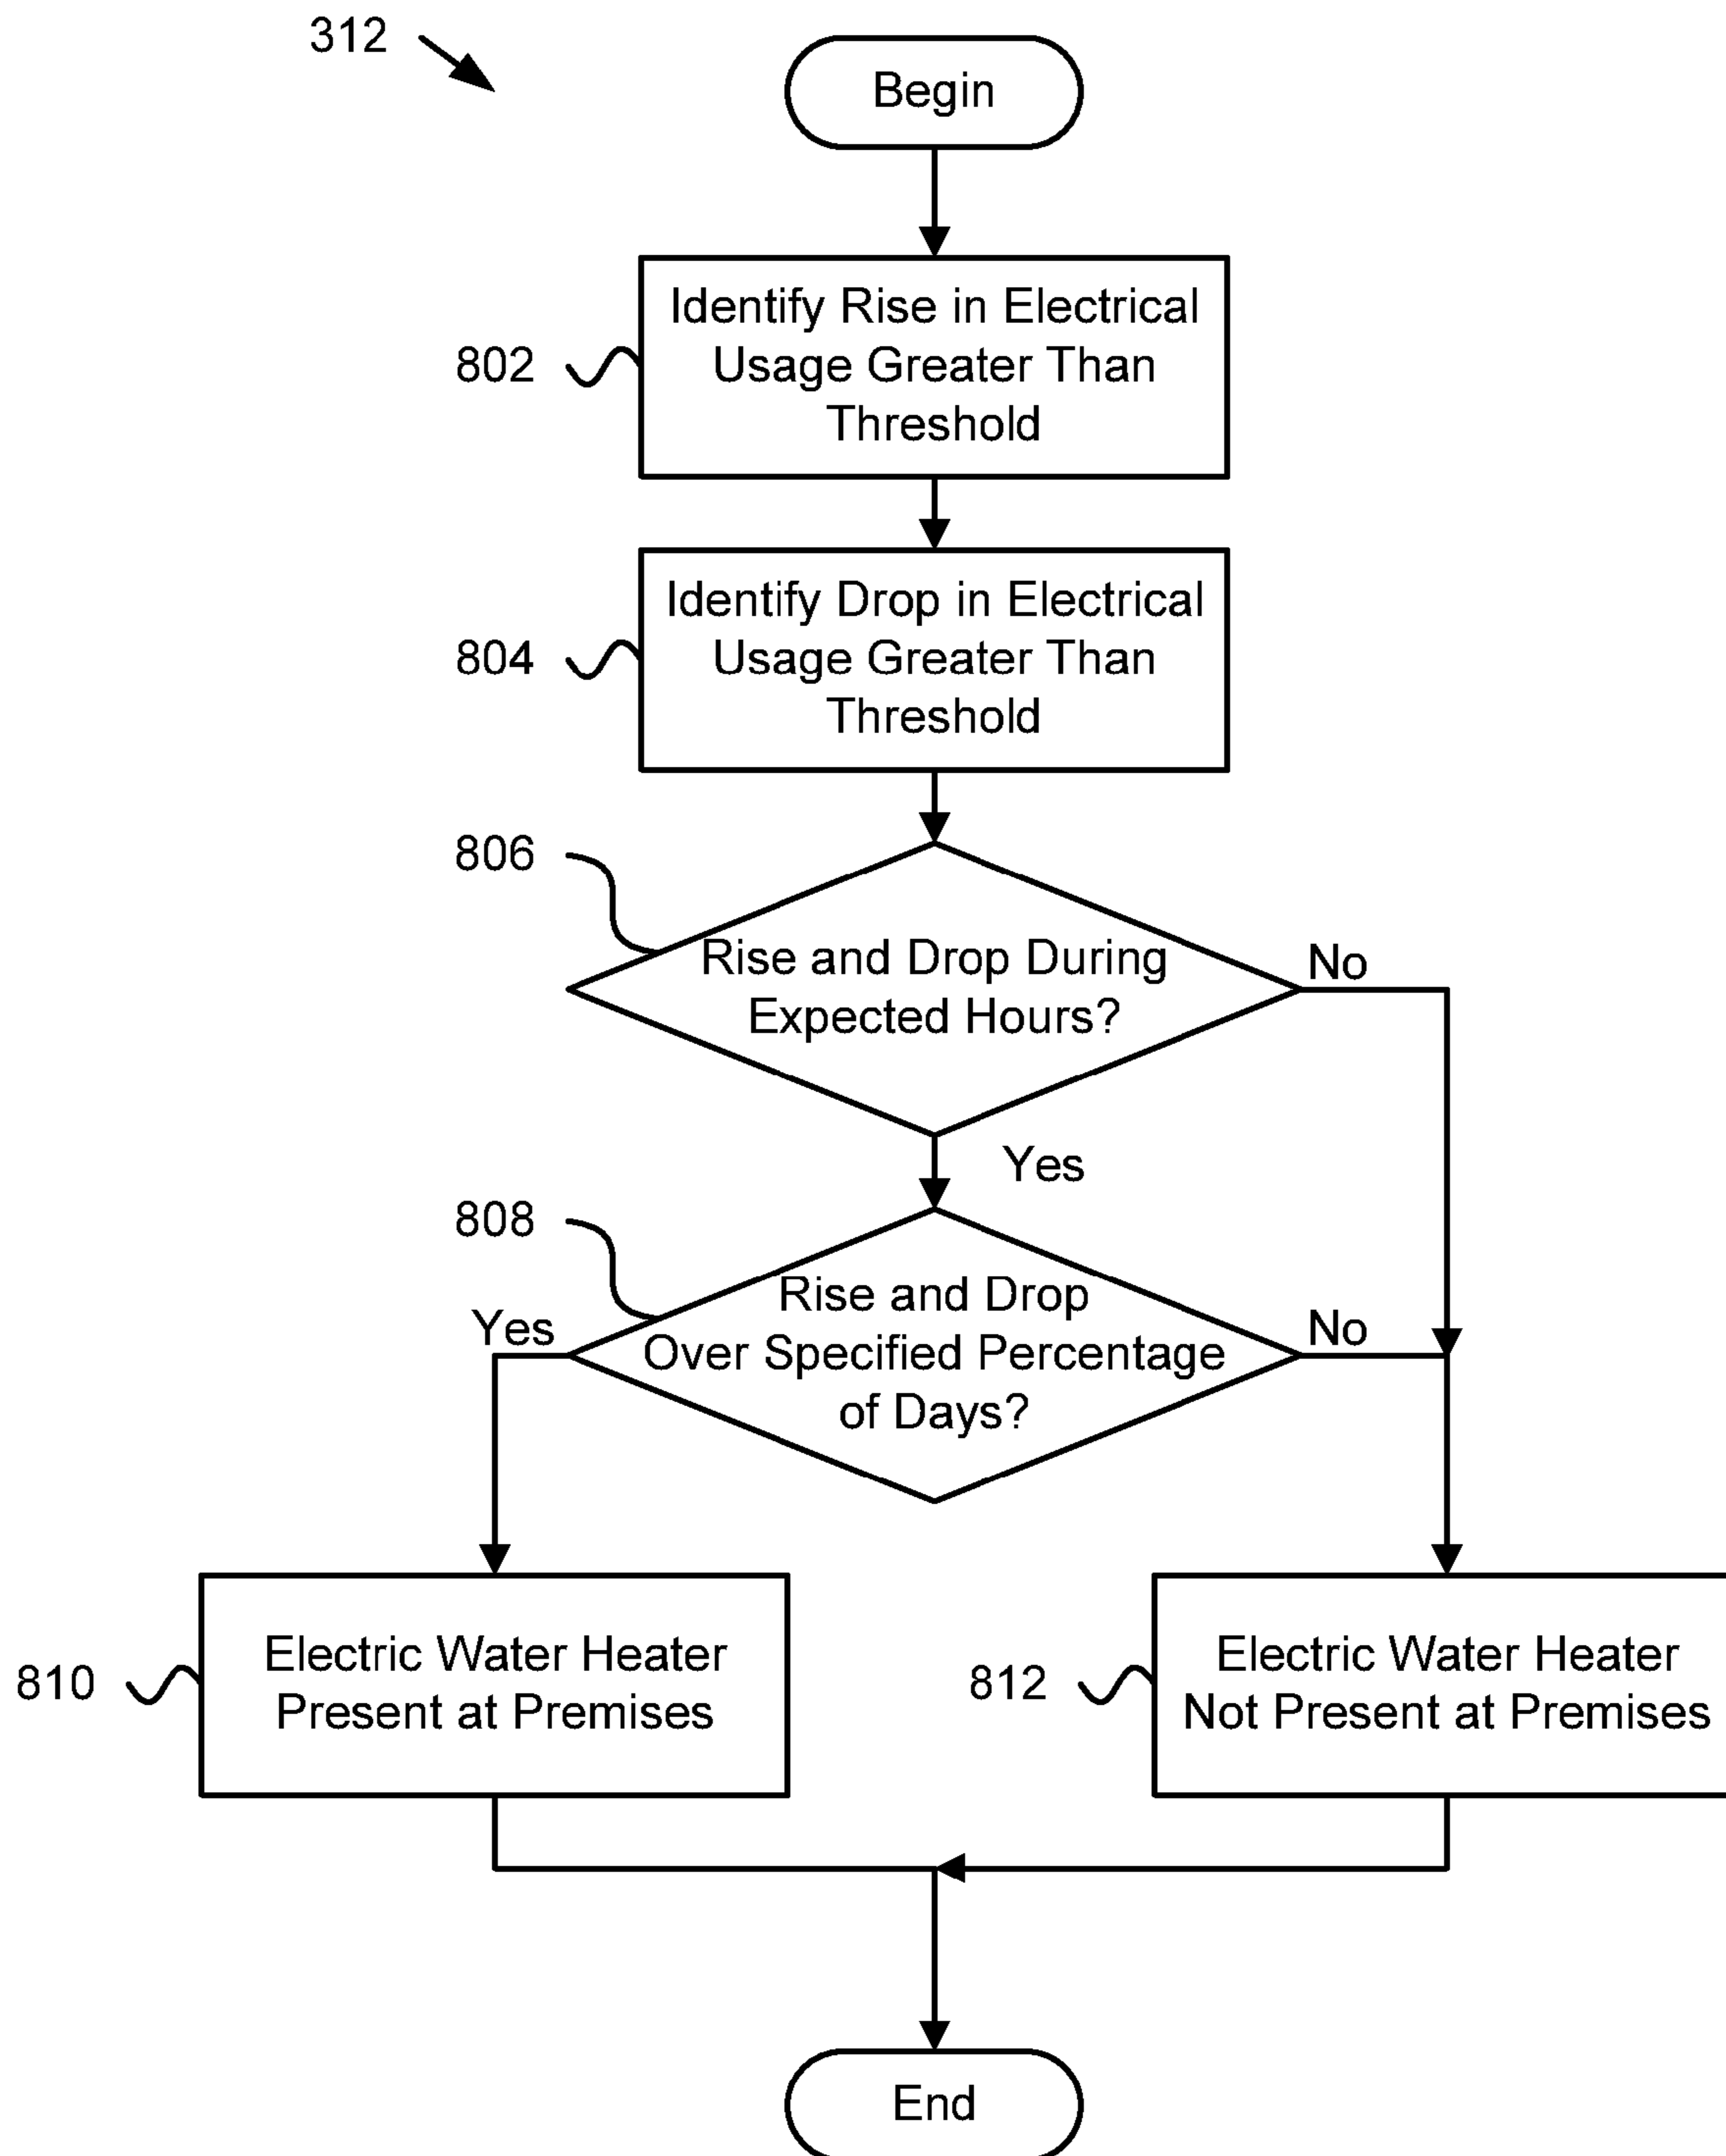 312
Begin
802
Identify Rise in Electrical
Usage Greater Than
Threshold
804
Identify Drop in Electrical
Usage Greater Than
Threshold
806
Rise and Drop During
Expected Hours?
No
Yes
808
Rise and Drop
Over Specified Percentage
of Days?
Yes
No
810
Electric Water Heater
Present at Premises
812
Electric Water Heater
Not Present at Premises
End